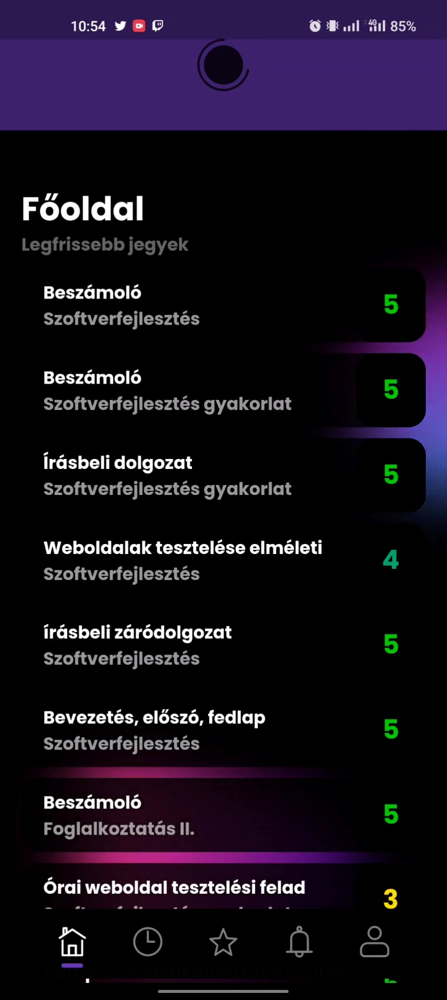 10:54
4G
85%
Főoldal
Legfrissebb jegyek
Beszámoló
5
Szoftverfejlesztés
Beszámoló
5
Szoftverfejlesztés gyakorlat
Írásbeli dolgozat
5
Szoftverfejlesztés gyakorlat
Weboldalak tesztelése elméleti
4
Szoftverfejlesztés
írásbeli záródolgozat
5
Szoftverfejlesztés
Bevezetés, előszó, fedlap
5
Szoftverfejlesztés
Beszámoló
5
Foglalkoztatás II.
Órai weboldal tesztelési felad
3